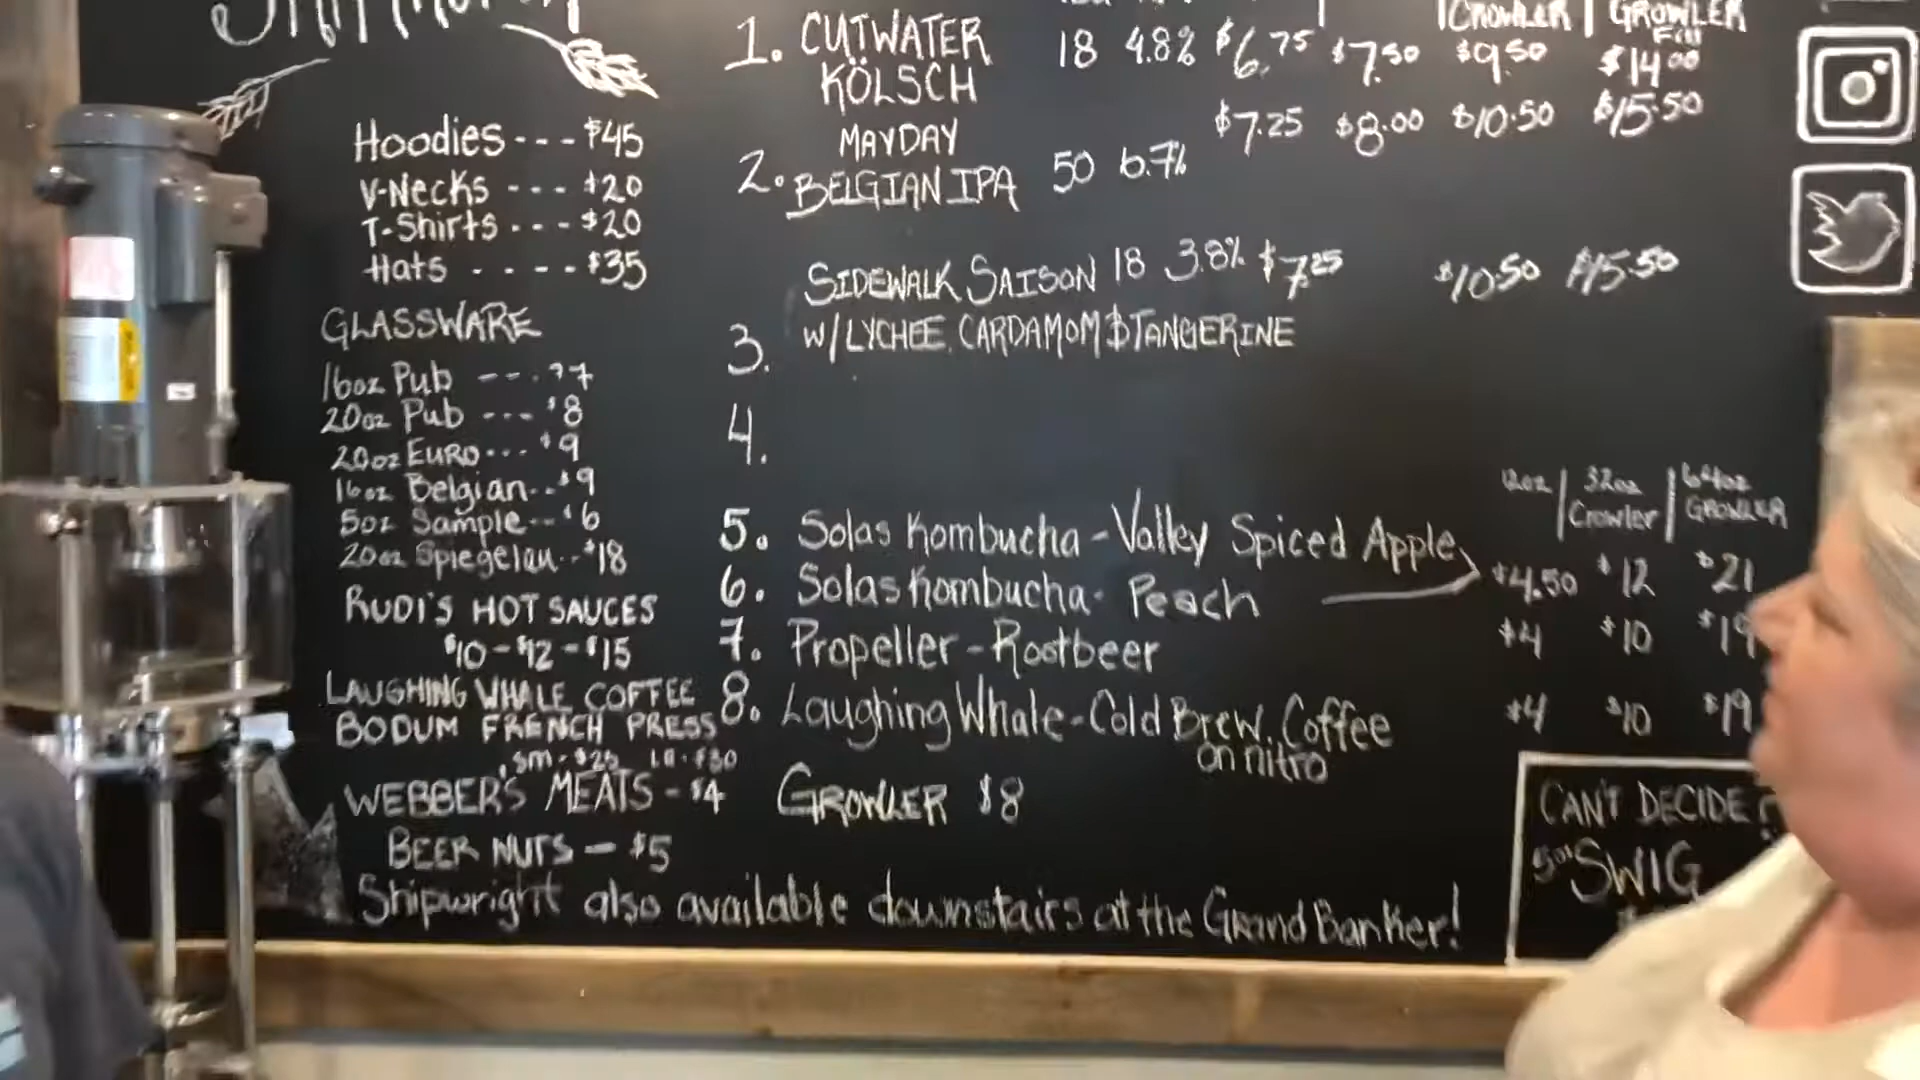 CROWLER | GROWLER
Fill
1. CUTWATER KÖLSCH 18 4.8% $6.75 $7.50 $9.50 $14.00
2. MAYDAY BELGIAN IPA 50 6.7% $7.25 $8.00 $10.50 $15.50
3. SIDEWALK SAISON 18 3.8% $7.25 $10.50 $15.50
W/LYCHEE, CARDAMOM & TANGERINE
4.
12oz | 32oz Crowler | 64oz GROWLER
5. Solas Kombucha - Valley Spiced Apple
6. Solas Kombucha - Peach $4.50 $12 $21
7. Propeller - Rootbeer $4 $10 $19
8. Laughing Whale - Cold Brew Coffee on nitro $4 $10 $19
GROWLER $8
Hoodies --- $45
V-Necks --- $20
T-Shirts --- $20
Hats ----- $35
GLASSWARE
16oz Pub --- $7
20oz Pub --- $8
20oz EURO --- $9
16oz Belgian -- $9
5oz Sample -- $6
20oz Spiegelau -- $18
RUDI'S HOT SAUCES
$10 - $12 - $15
LAUGHING WHALE COFFEE
BODUM FRENCH PRESS
sm - $25 LG - $30
WEBBER'S MEATS - $4
BEER NUTS - $5
Shipwright also available downstairs at the Grand Banker!
CAN'T DECIDE
5oz SWIG